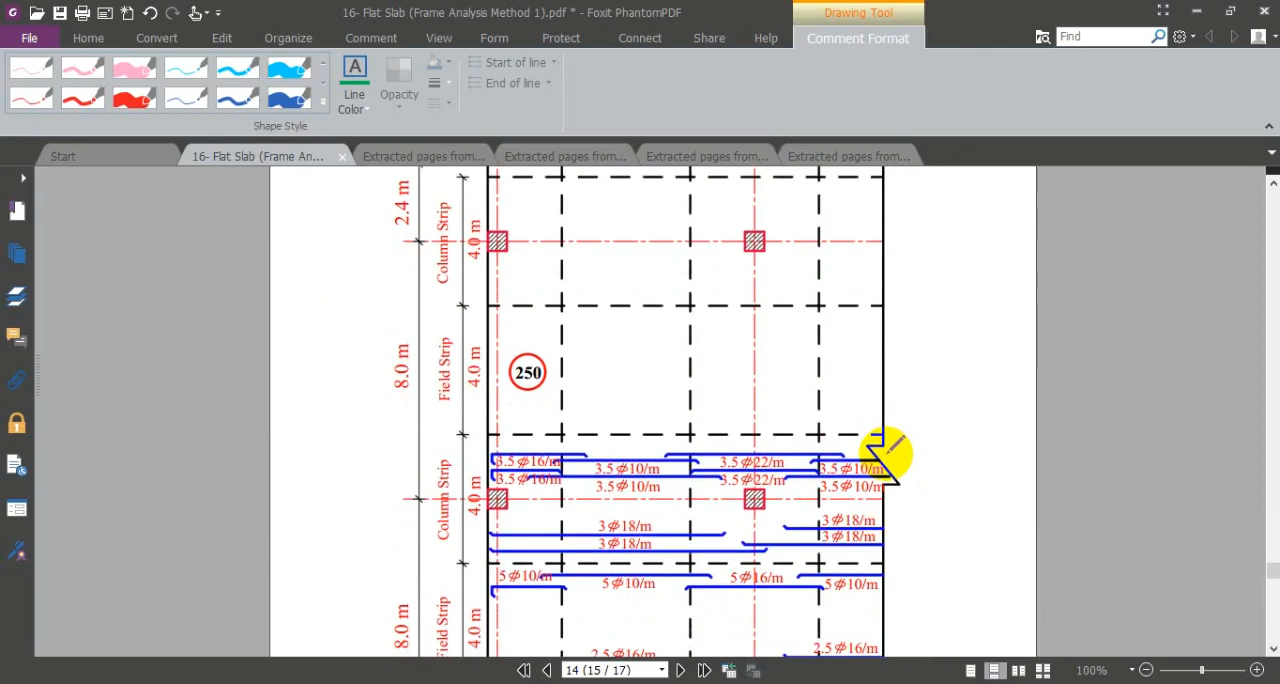 16- Flat Slab (Frame Analysis Method 1).pdf * - Foxit PhantomPDF
Drawing Tool
File Home Convert Edit Organize Comment View Form Protect Connect Share Help Comment Format
Find
A
Line Color
Opacity
Start of line
End of line
Shape Style
Start
16- Flat Slab (Frame An...
Extracted pages from...
Extracted pages from...
Extracted pages from...
Extracted pages from...
2.4 m
Column Strip
4.0 m
8.0 m
Field Strip
4.0 m
250
3.5⌀16/m
3.5⌀10/m
3.5⌀22/m
3.5⌀10/m
3.5⌀16/m
3.5⌀10/m
3.5⌀22/m
3.5⌀10/m
Column Strip
4.0 m
3⌀18/m
3⌀18/m
3⌀18/m
3⌀18/m
5⌀10/m
5⌀10/m
5⌀16/m
5⌀10/m
8.0 m
Field Strip
4.0 m
2.5⌀16/m
2.5⌀16/m
14 (15 / 17)
100%